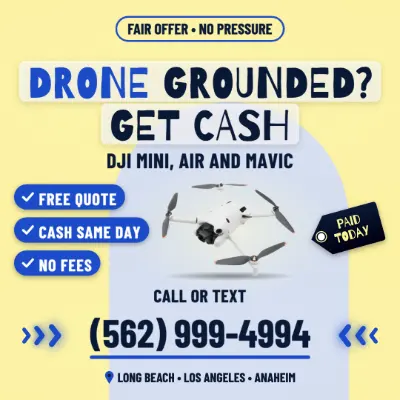 FAIR OFFER • NO PRESSURE
DRONE GROUNDED?
GET CASH
DJI MINI, AIR AND MAVIC
FREE QUOTE
CASH SAME DAY
NO FEES
PAID
TODAY
CALL OR TEXT
(562) 999-4994
LONG BEACH • LOS ANGELES • ANAHEIM